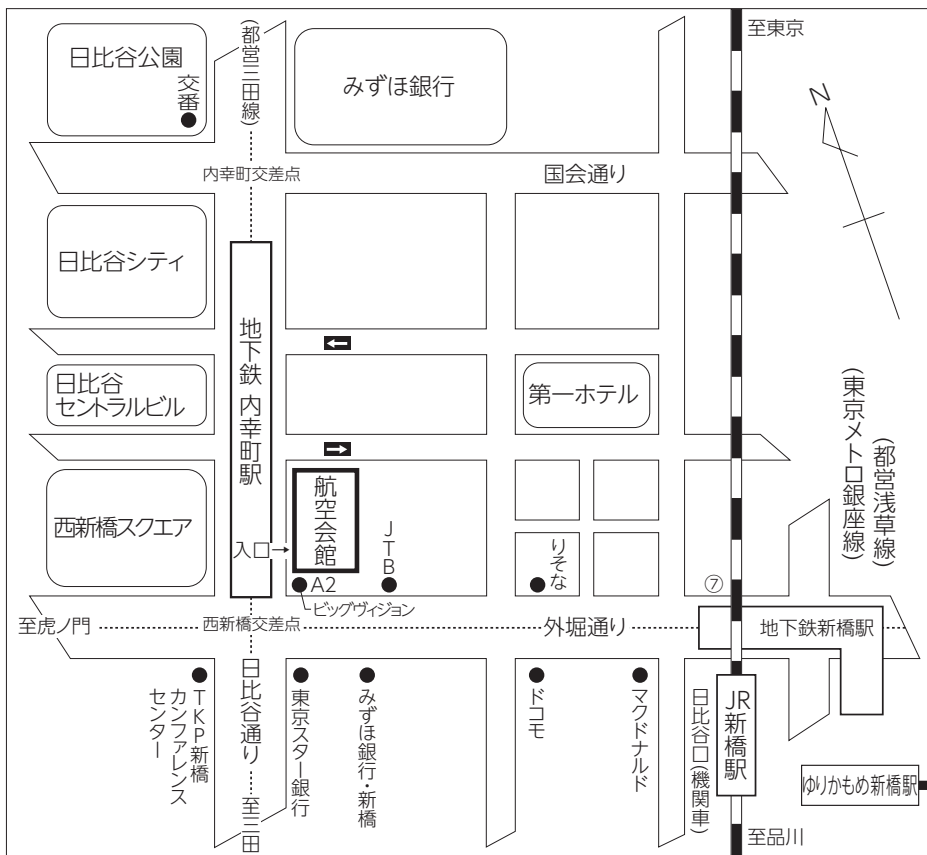 日比谷公園
交番
(都営三田線)
みずほ銀行
至東京
N
内幸町交差点
国会通り
日比谷シティ
地下鉄 内幸町駅
日比谷
セントラルビル
第一ホテル
(都営浅草線)
(東京メトロ銀座線)
西新橋スクエア
入口→
航空会館
A2
ビッグヴィジョン
JTB
りそな
⑦
至虎ノ門
西新橋交差点
外堀通り
地下鉄新橋駅
TKP新橋
カンファレンス
センター
日比谷通り
至三田
東京スター銀行
みずほ銀行・新橋
ドコモ
マクドナルド
日比谷口(機関車)
JR新橋駅
ゆりかもめ新橋駅
至品川